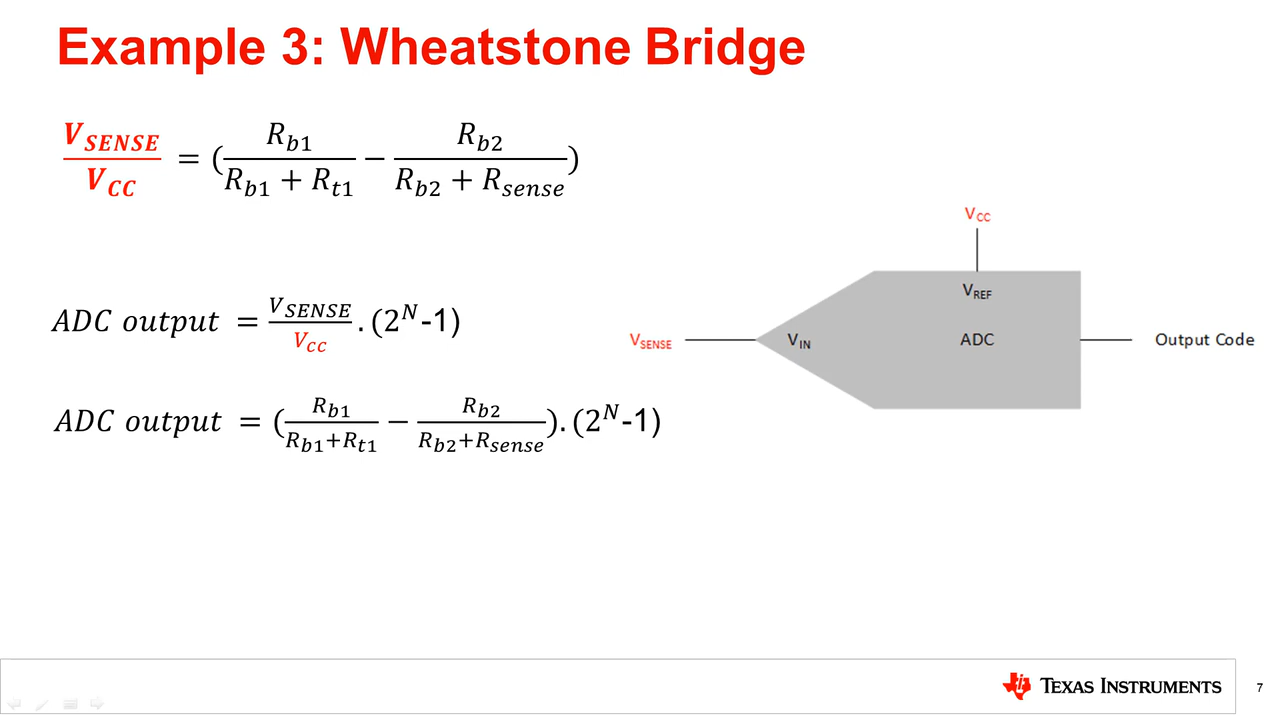 Example 3: Wheatstone Bridge
V_SENSE / V_CC = (R_b1 / (R_b1 + R_t1) − R_b2 / (R_b2 + R_sense))
ADC output = V_SENSE / V_cc . (2^N-1)
ADC output = (R_b1 / (R_b1+R_t1) − R_b2 / (R_b2+R_sense)). (2^N-1)
V_CC
V_REF
V_SENSE
V_IN
ADC
Output Code
TEXAS INSTRUMENTS
7